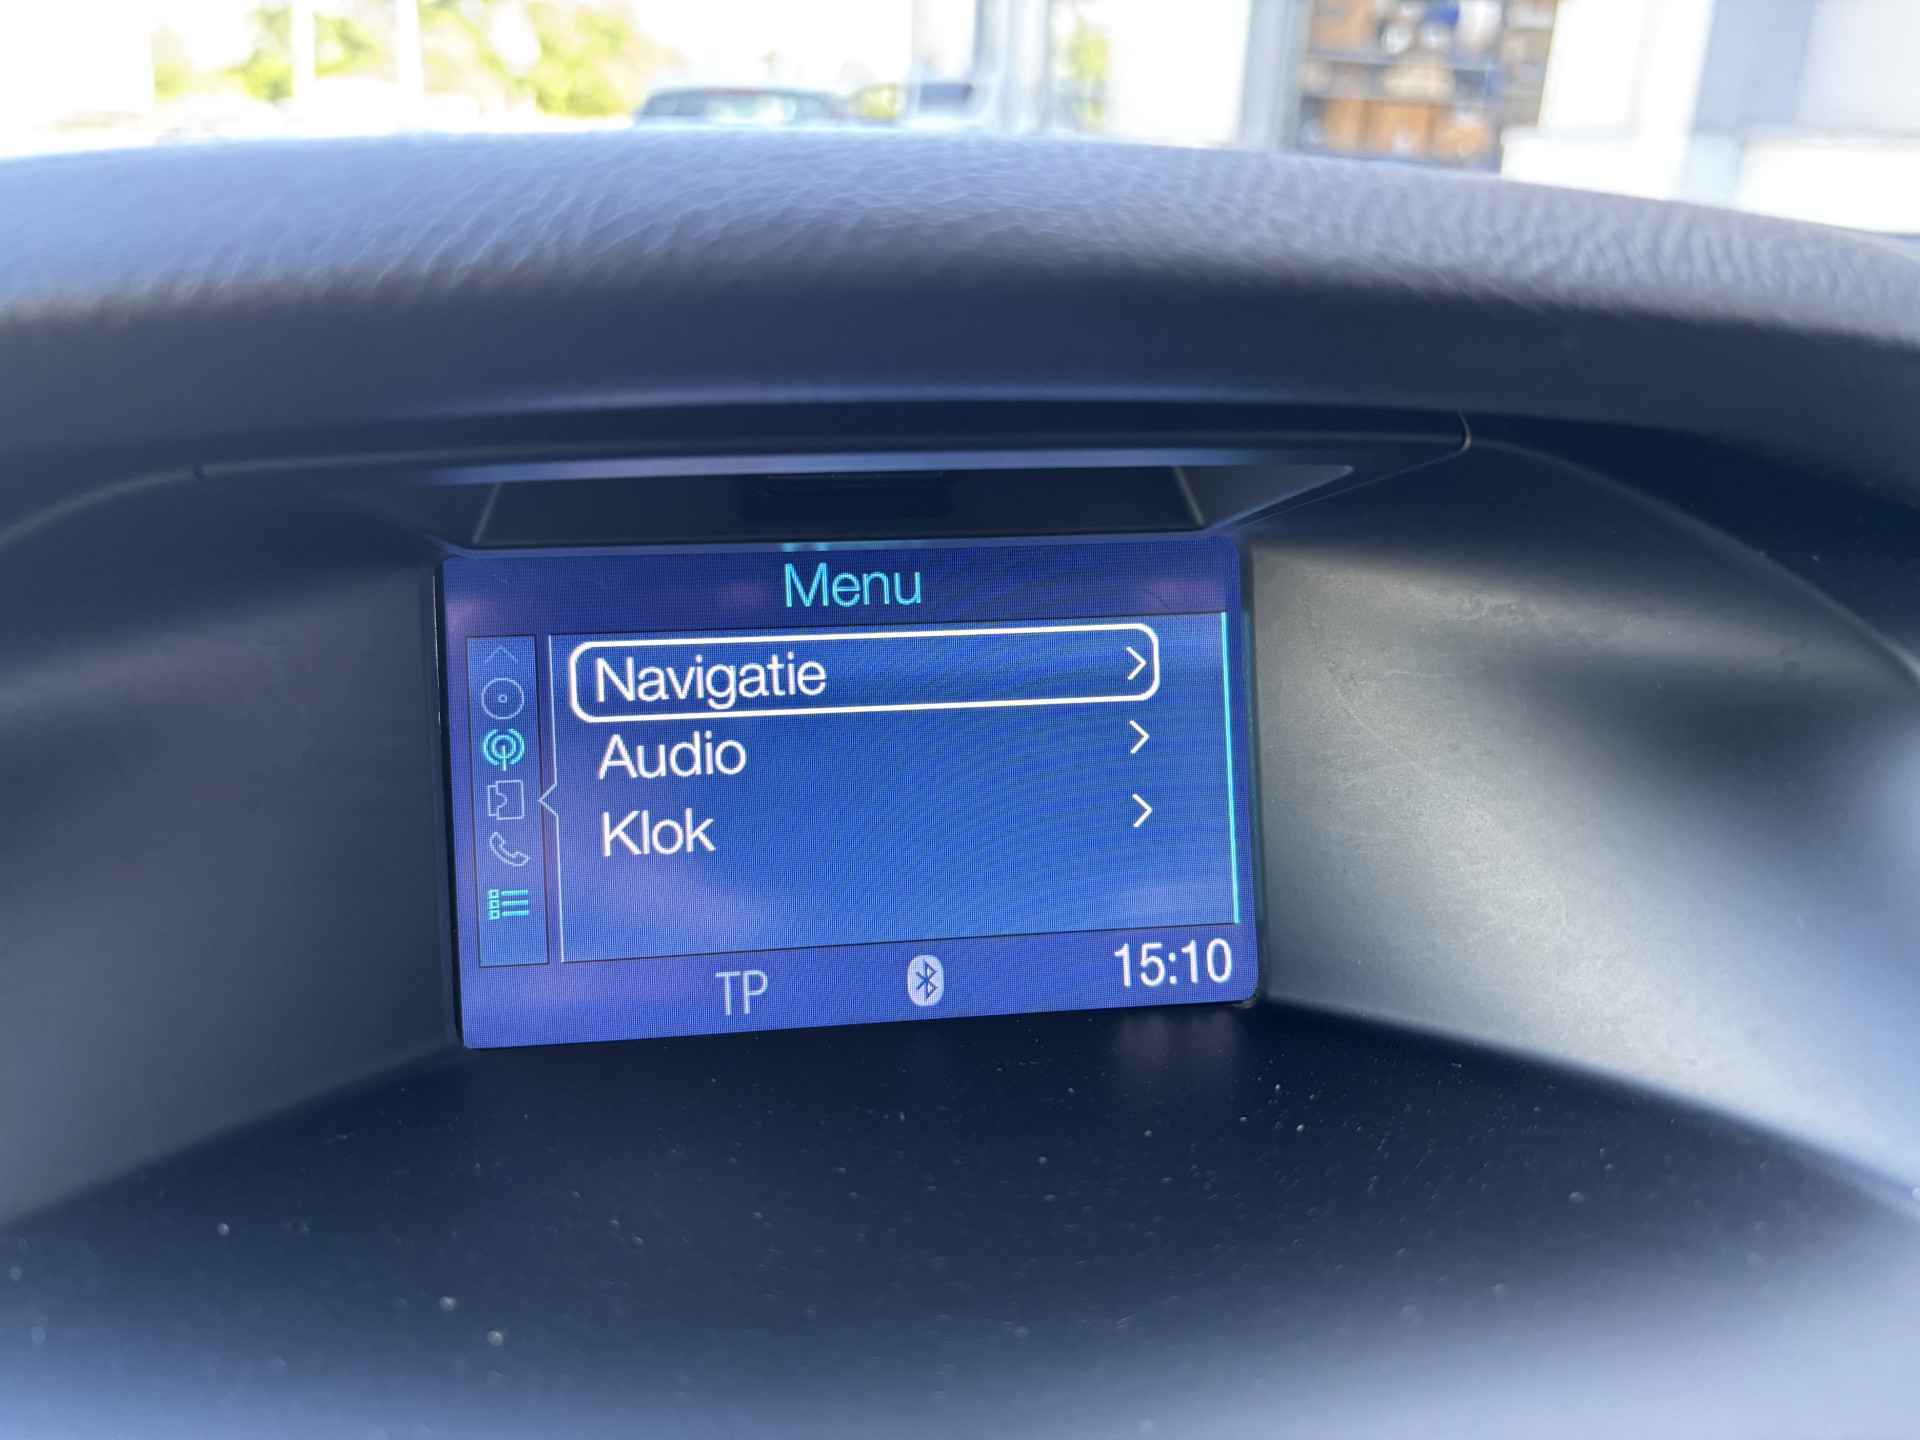 Menu
Navigatie
Audio
Klok
TP
15:10